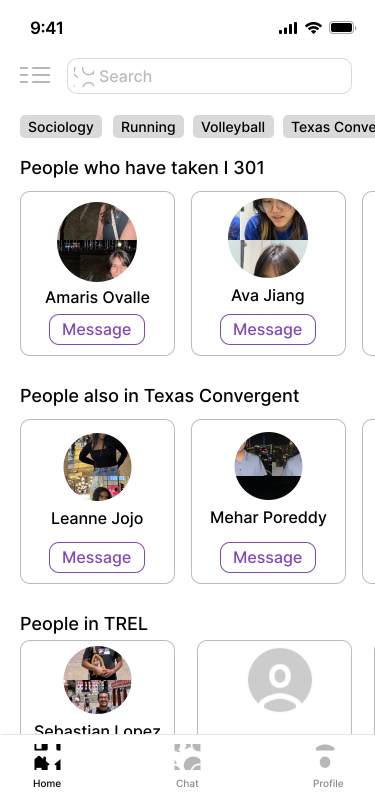 9:41
Search
Sociology Running Volleyball Texas Conve
People who have taken I 301
Amaris Ovalle Ava Jiang
Message Message
People also in Texas Convergent
Leanne Jojo Mehar Poreddy
Message Message
People in TREL
Sebastian Lopez
Home Chat Profile